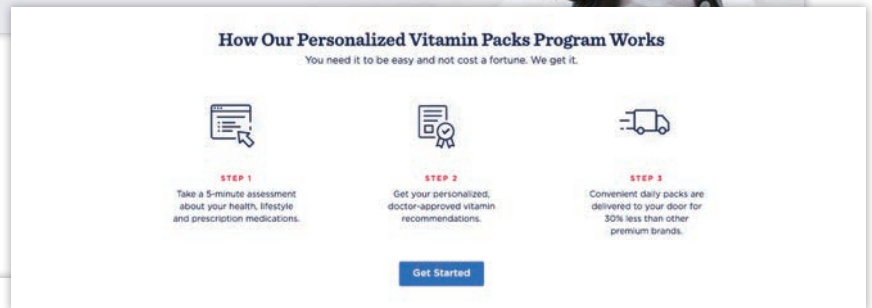 How Our Personalized Vitamin Packs Program Works
You need it to be easy and not cost a fortune. We get it.
STEP 1
Take a 5-minute assessment
about your health, lifestyle
and prescription medications.
STEP 2
Get your personalized,
doctor-approved vitamin
recommendations.
STEP 3
Convenient daily packs are
delivered to your door for
30% less than other
premium brands.
Get Started